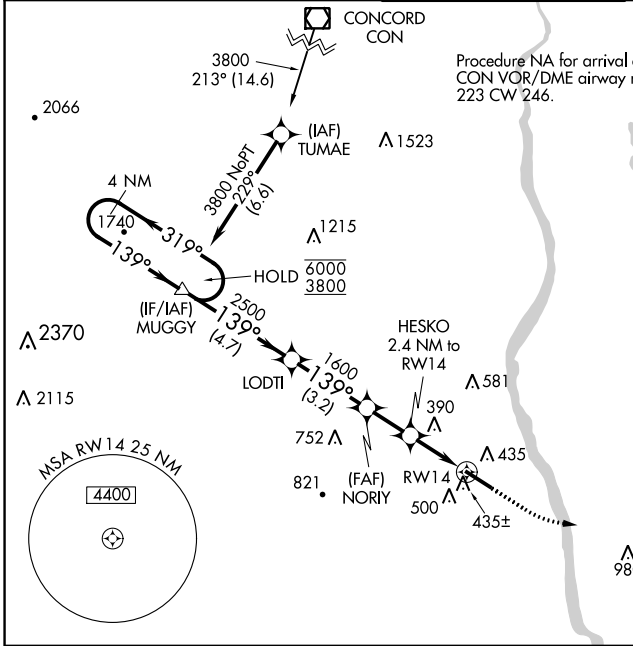 CONCORD
CON
3800
213° (14.6)
Procedure NA for arrival
CON VOR/DME airway
223 CW 246.
2066
(IAF)
TUMAE
1523
3800 NoPT
229°
(6.6)
4 NM
1740
319°
139°
1215
HOLD 6000
3800
(IF/IAF)
MUGGY
2500
139°
(4.7)
HESKO
2.4 NM to
RW14
2370
LODTI
1600
139°
(3.2)
581
2115
390
752
(FAF)
NORIY
RW14
435
MSA RW14 25 NM
4400
821
500
435±
98